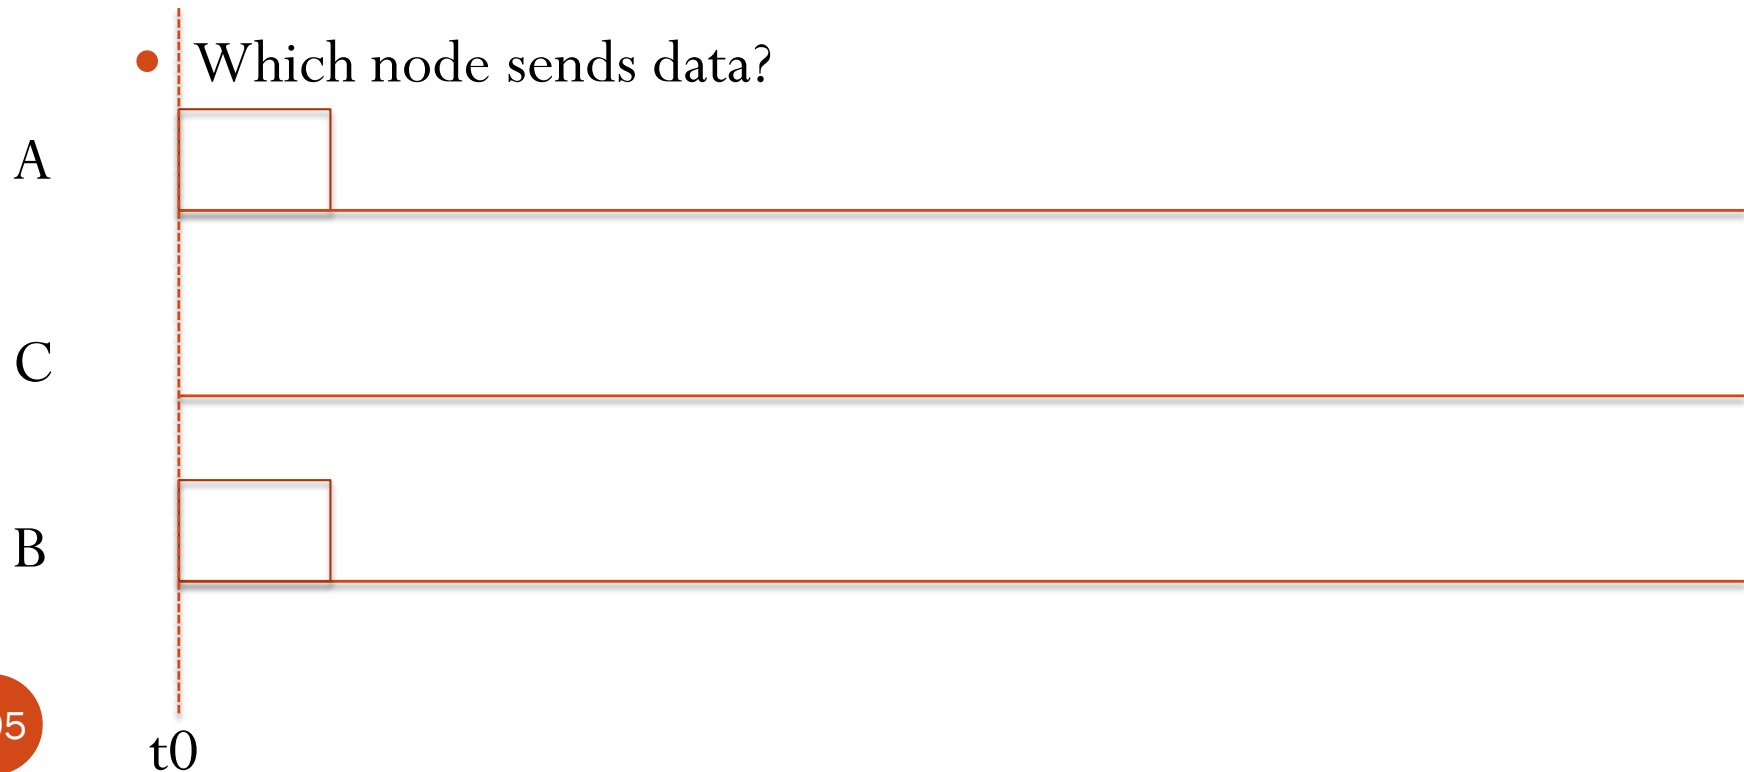 • Which node sends data?
A
C
B
t0